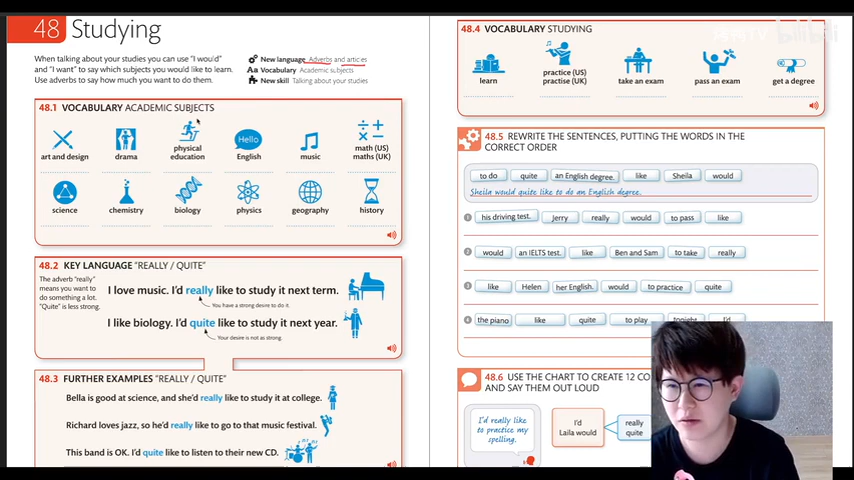 48 Studying
When talking about your studies you can use "I would"
and "I want" to say which subjects you would like to learn.
Use adverbs to say how much you want to do them.
New language Adverbs and articles
Aa Vocabulary Academic subjects
New skill Talking about your studies
48.1 VOCABULARY ACADEMIC SUBJECTS
art and design
drama
physical
education
Hello
English
music
math (US)
maths (UK)
science
chemistry
biology
physics
geography
history
48.2 KEY LANGUAGE "REALLY / QUITE"
The adverb "really"
means you want to
do something a lot.
"Quite" is less strong.
I love music. I'd really like to study it next term.
You have a strong desire to do it.
I like biology. I'd quite like to study it next year.
Your desire is not as strong.
48.3 FURTHER EXAMPLES "REALLY / QUITE"
Bella is good at science, and she'd really like to study it at college.
Richard loves jazz, so he'd really like to go to that music festival.
This band is OK. I'd quite like to listen to their new CD.
48.4 VOCABULARY STUDYING
bilibili
learn
practice (US)
practise (UK)
take an exam
pass an exam
get a degree
48.5 REWRITE THE SENTENCES, PUTTING THE WORDS IN THE
CORRECT ORDER
to do quite an English degree. like Sheila would
Sheila would quite like to do an English degree.
1 his driving test. Jerry really would to pass like
2 would an IELTS test. like Ben and Sam to take really
3 like Helen her English. would to practice quite
4 the piano like quite to play tonight I'd
48.6 USE THE CHART TO CREATE 12 CO
AND SAY THEM OUT LOUD
I'd really like
to practice my
spelling.
I'd
Laila would
really
quite